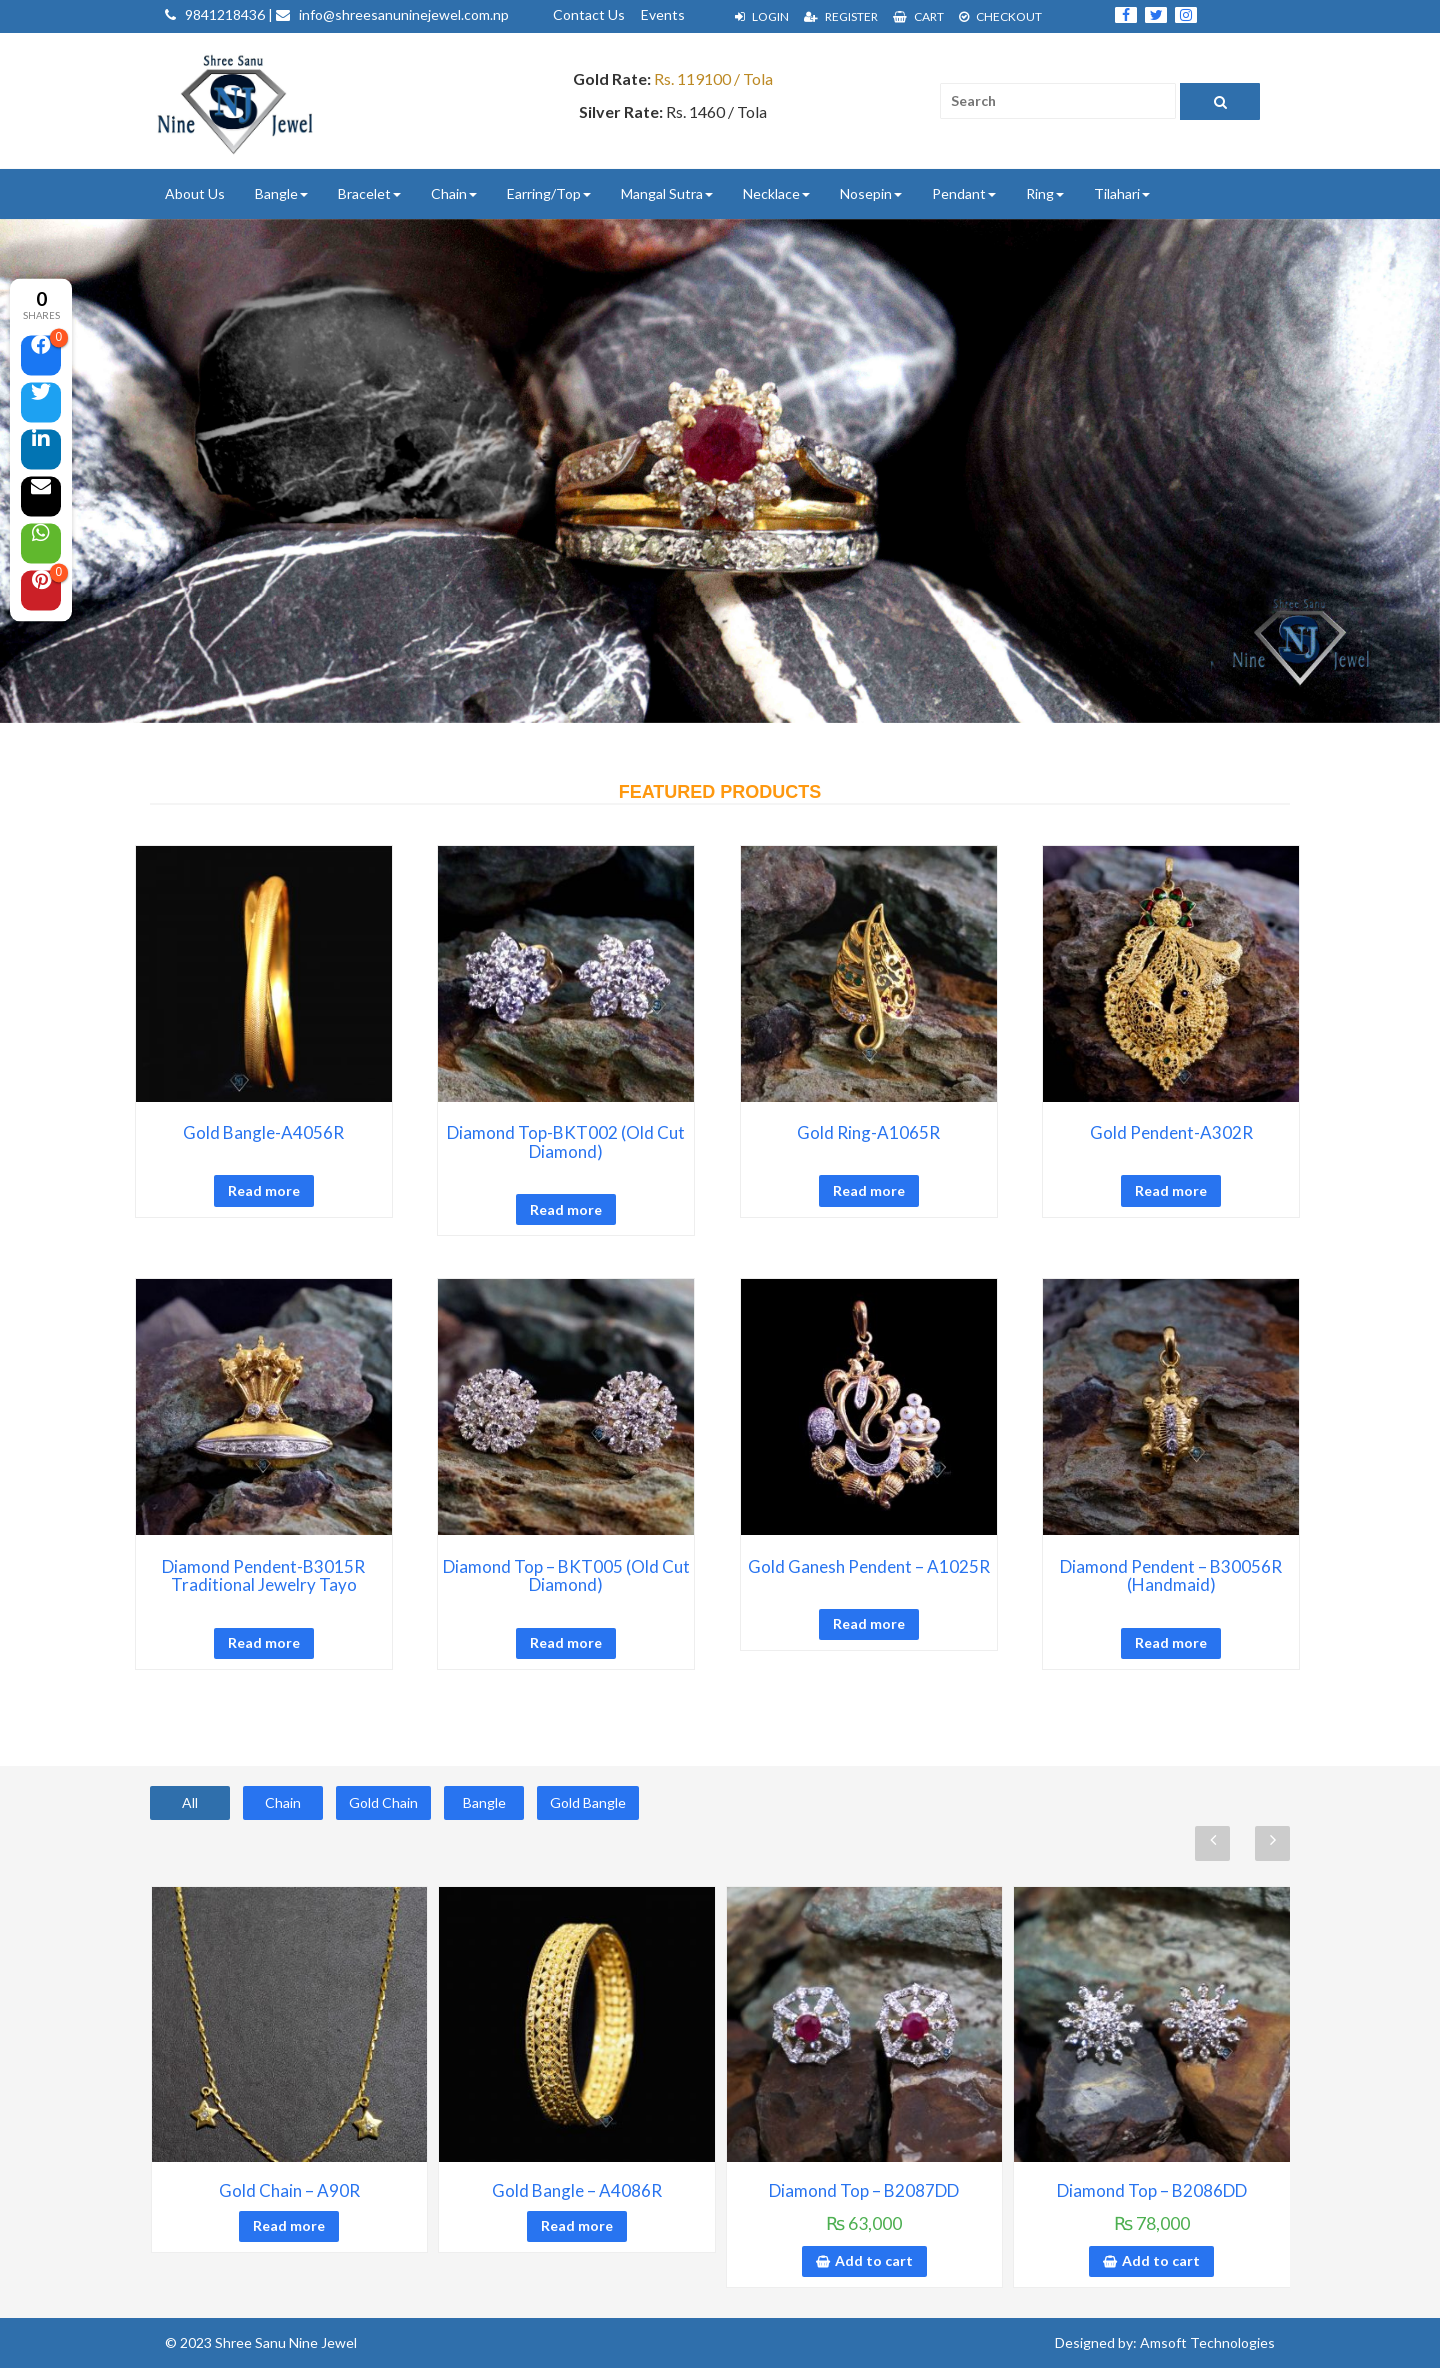 9841218436 | info@shreesanuninejewel.com.np
Contact Us Events
LOGIN REGISTER CART CHECKOUT
Shree Sanu
SNJ
Nine Jewel
Gold Rate: Rs. 119100 / Tola
Silver Rate: Rs. 1460 / Tola
Search
About Us Bangle Bracelet Chain Earring/Top Mangal Sutra Necklace Nosepin Pendant Ring Tilahari
0
SHARES
0
in
0
Shree Sanu
SNJ
Nine Jewel
FEATURED PRODUCTS
Gold Bangle-A4056R
Read more
Diamond Top-BKT002 (Old Cut
Diamond)
Read more
Gold Ring-A1065R
Read more
Gold Pendent-A302R
Read more
Diamond Pendent-B3015R
Traditional Jewelry Tayo
Read more
Diamond Top – BKT005 (Old Cut
Diamond)
Read more
Gold Ganesh Pendent – A1025R
Read more
Diamond Pendent – B30056R
(Handmaid)
Read more
All Chain Gold Chain Bangle Gold Bangle
Gold Chain – A90R
Read more
Gold Bangle – A4086R
Read more
Diamond Top – B2087DD
₨ 63,000
Add to cart
Diamond Top – B2086DD
₨ 78,000
Add to cart
© 2023 Shree Sanu Nine Jewel
Designed by: Amsoft Technologies